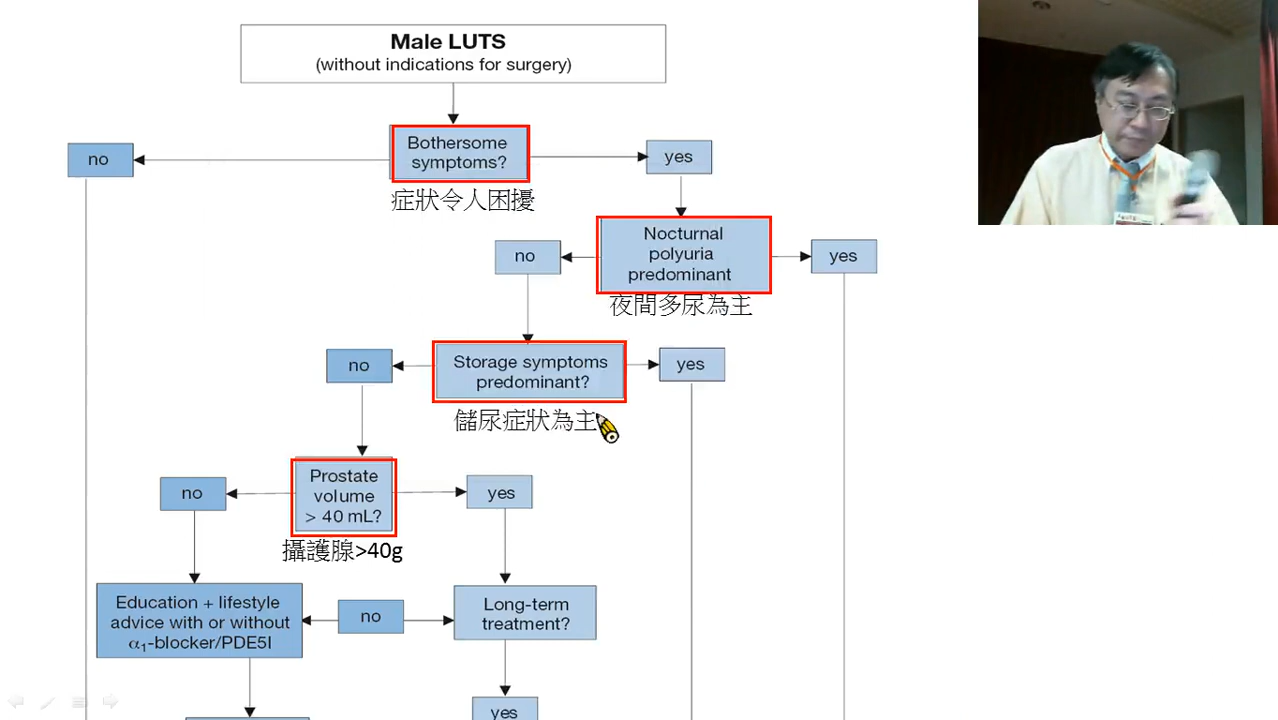 Male LUTS
(without indications for surgery)
Bothersome
symptoms?
no
yes
症狀令人困擾
Nocturnal
polyuria
predominant
no
yes
夜間多尿為主
Storage symptoms
predominant?
no
yes
儲尿症狀為主
Prostate
volume
> 40 mL?
no
yes
攝護腺>40g
Education + lifestyle
advice with or without
α₁-blocker/PDE5I
no
Long-term
treatment?
yes